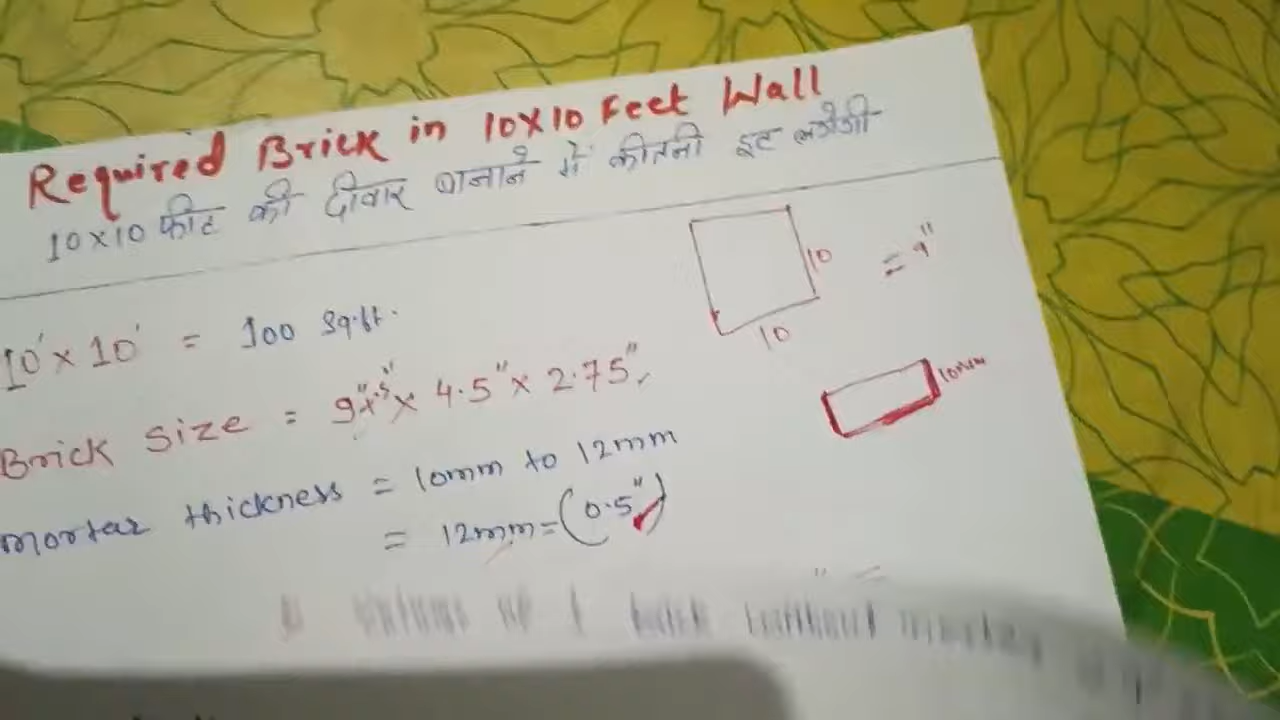 Required Brick in 10x10 Feet Wall
10x10 फीट की दीवार बानाने में कीतनी इट लगेगी
10' x 10' = 100 Sq.ft.
10
10
= 9"
Brick Size = 9" x 4.5" x 2.75"
10mm
mortar thickness = 10mm to 12mm
= 12mm = (0.5")